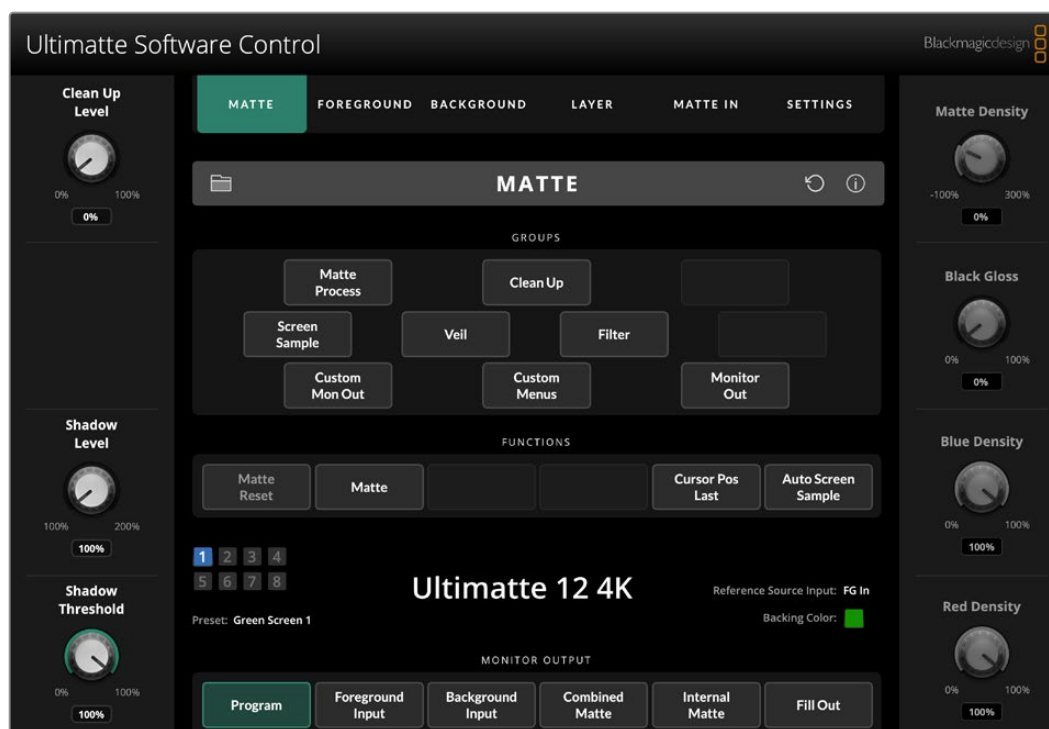 Ultimatte Software Control
Blackmagicdesign
Clean Up
Level
0% 100%
0%
Shadow
Level
100% 200%
100%
Shadow
Threshold
0% 100%
100%
MATTE FOREGROUND BACKGROUND LAYER MATTE IN SETTINGS
MATTE
GROUPS
Matte
Process
Clean Up
Screen
Sample
Veil
Filter
Custom
Mon Out
Custom
Menus
Monitor
Out
FUNCTIONS
Matte
Reset
Matte
Cursor Pos
Last
Auto Screen
Sample
1 2 3 4
5 6 7 8
Preset: Green Screen 1
Ultimatte 12 4K
Reference Source Input: FG In
Backing Color:
MONITOR OUTPUT
Program
Foreground
Input
Background
Input
Combined
Matte
Internal
Matte
Fill Out
Matte Density
-100% 300%
0%
Black Gloss
0% 100%
0%
Blue Density
0% 100%
100%
Red Density
0% 100%
100%